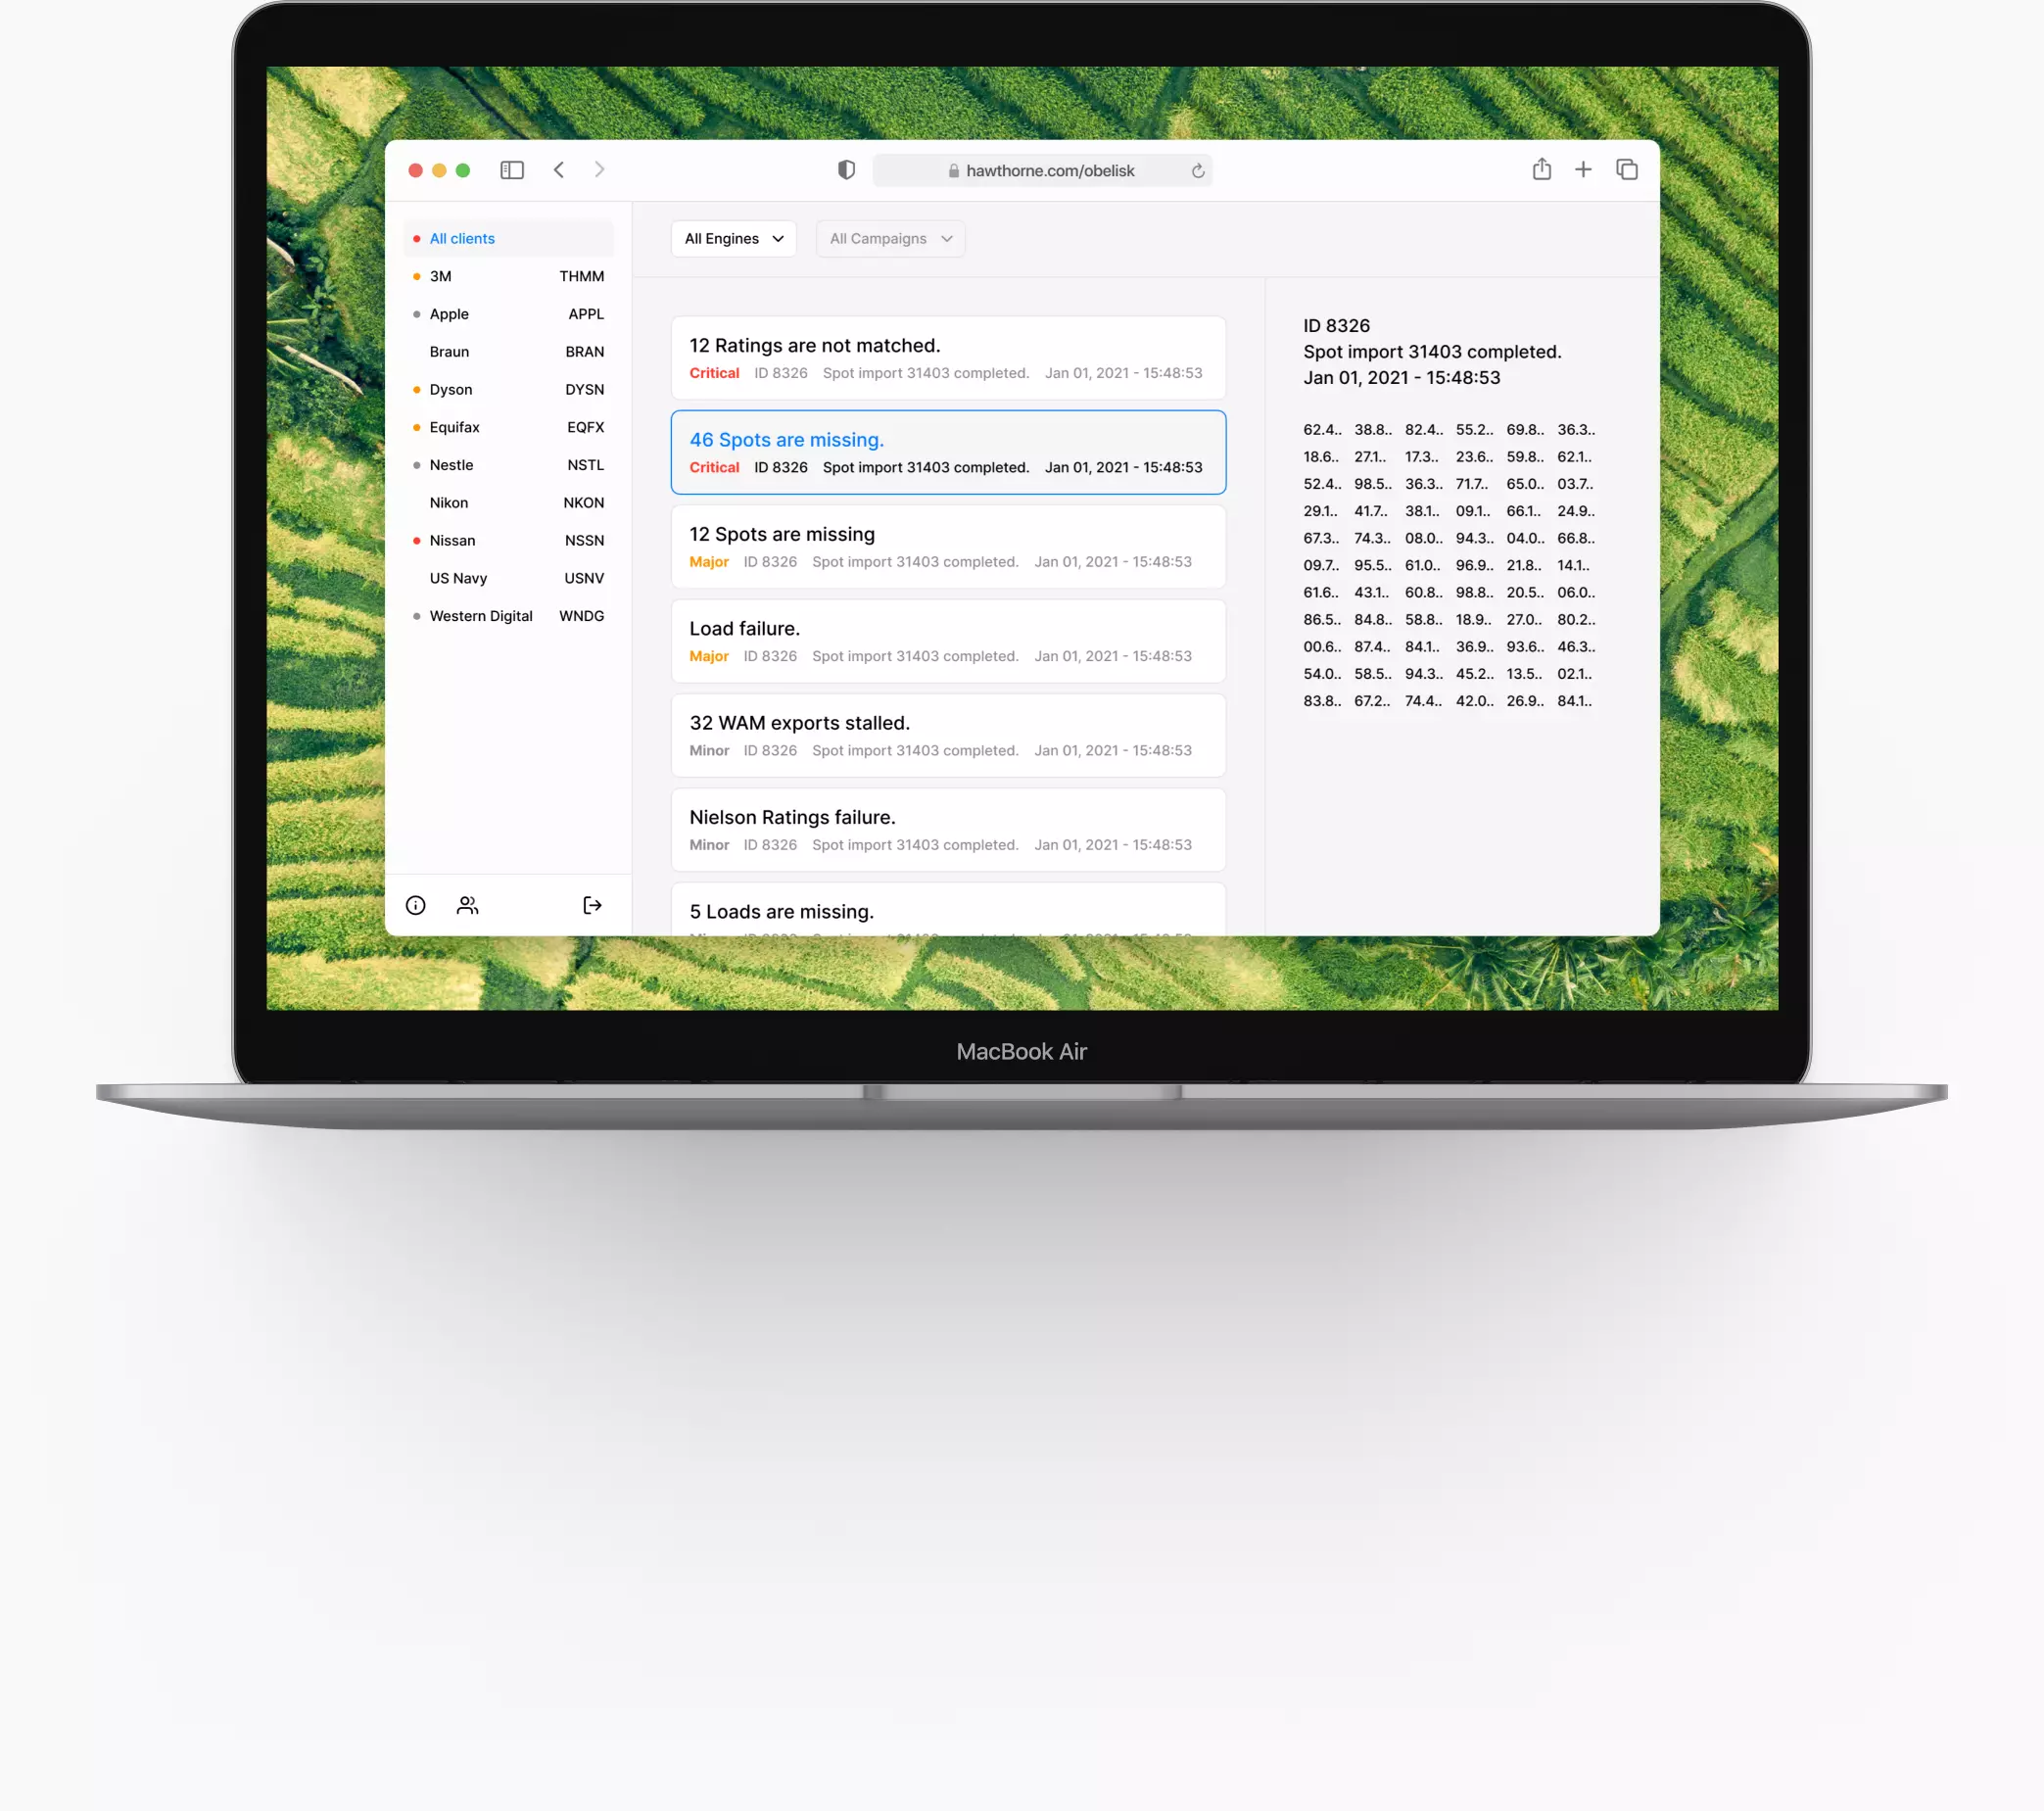 hawthorne.com/obelisk
All clients
3M THMM
Apple APPL
Braun BRAN
Dyson DYSN
Equifax EQFX
Nestle NSTL
Nikon NKON
Nissan NSSN
US Navy USNV
Western Digital WNDG
All Engines All Campaigns
12 Ratings are not matched.
Critical ID 8326 Spot import 31403 completed. Jan 01, 2021 - 15:48:53
46 Spots are missing.
Critical ID 8326 Spot import 31403 completed. Jan 01, 2021 - 15:48:53
12 Spots are missing
Major ID 8326 Spot import 31403 completed. Jan 01, 2021 - 15:48:53
Load failure.
Major ID 8326 Spot import 31403 completed. Jan 01, 2021 - 15:48:53
32 WAM exports stalled.
Minor ID 8326 Spot import 31403 completed. Jan 01, 2021 - 15:48:53
Nielson Ratings failure.
Minor ID 8326 Spot import 31403 completed. Jan 01, 2021 - 15:48:53
5 Loads are missing.
ID 8326
Spot import 31403 completed.
Jan 01, 2021 - 15:48:53
62.4.. 38.8.. 82.4.. 55.2.. 69.8.. 36.3..
18.6.. 27.1.. 17.3.. 23.6.. 59.8.. 62.1..
52.4.. 98.5.. 36.3.. 71.7.. 65.0.. 03.7..
29.1.. 41.7.. 38.1.. 09.1.. 66.1.. 24.9..
67.3.. 74.3.. 08.0.. 94.3.. 04.0.. 66.8..
09.7.. 95.5.. 61.0.. 96.9.. 21.8.. 14.1..
61.6.. 43.1.. 60.8.. 98.8.. 20.5.. 06.0..
86.5.. 84.8.. 58.8.. 18.9.. 27.0.. 80.2..
00.6.. 87.4.. 84.1.. 36.9.. 93.6.. 46.3..
54.0.. 58.5.. 94.3.. 45.2.. 13.5.. 02.1..
83.8.. 67.2.. 74.4.. 42.0.. 26.9.. 84.1..
MacBook Air